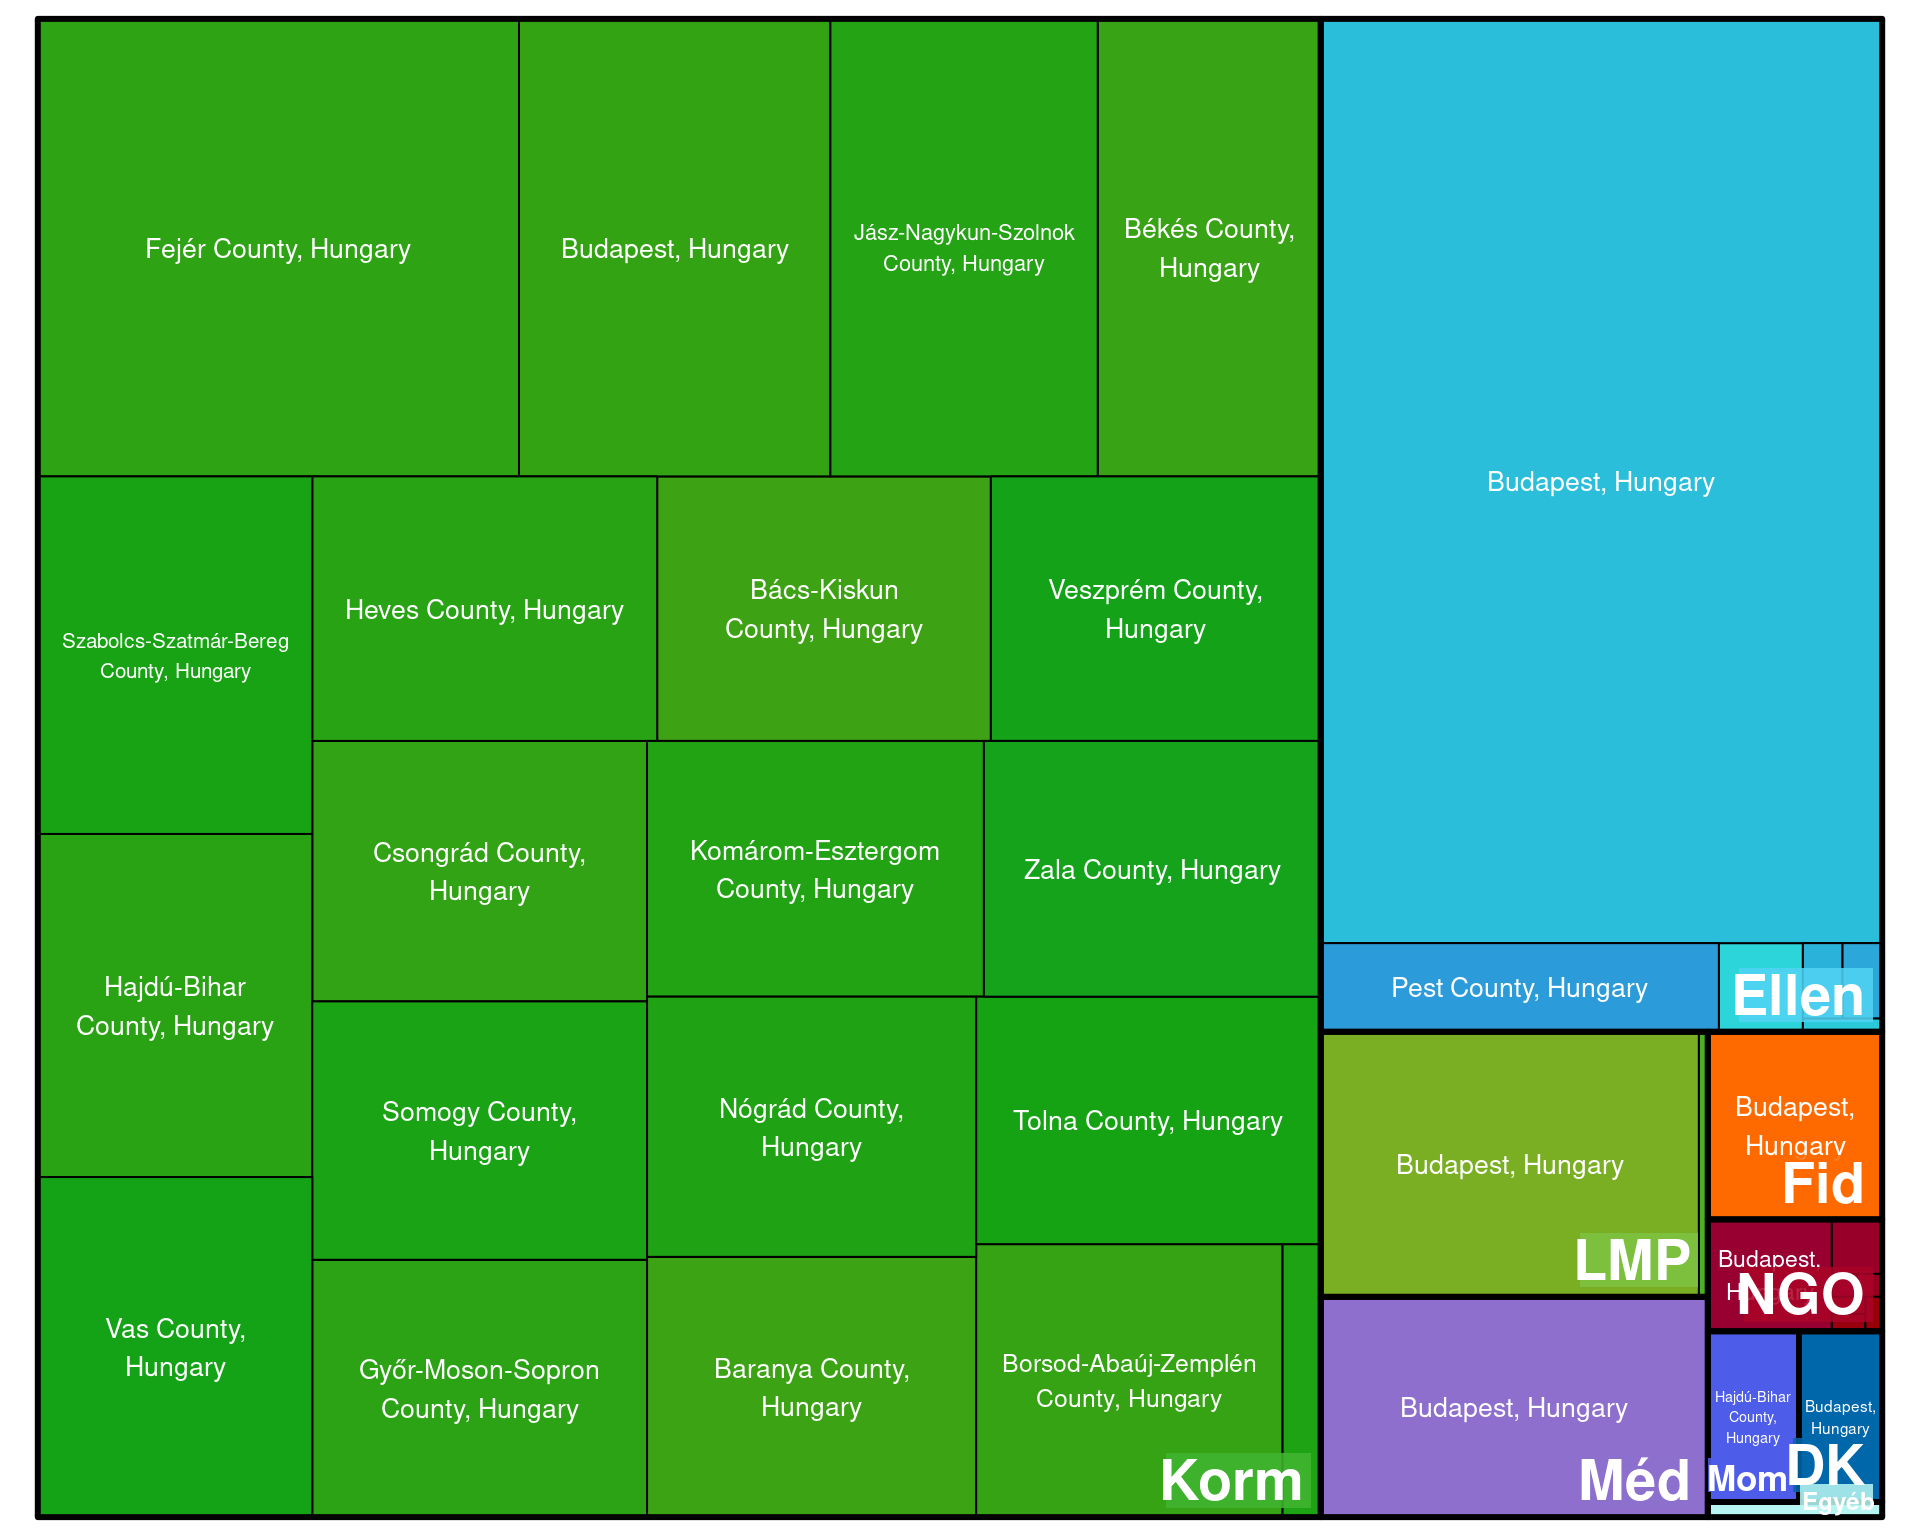 Fejér County, Hungary
Budapest, Hungary
Jász-Nagykun-Szolnok
County, Hungary
Békés County,
Hungary
Szabolcs-Szatmár-Bereg
County, Hungary
Heves County, Hungary
Bács-Kiskun
County, Hungary
Veszprém County,
Hungary
Hajdú-Bihar
County, Hungary
Csongrád County,
Hungary
Komárom-Esztergom
County, Hungary
Zala County, Hungary
Vas County,
Hungary
Somogy County,
Hungary
Nógrád County,
Hungary
Tolna County, Hungary
Győr-Moson-Sopron
County, Hungary
Baranya County,
Hungary
Borsod-Abaúj-Zemplén
County, Hungary
Korm
Budapest, Hungary
Pest County, Hungary
Ellen
Budapest, Hungary
LMP
Budapest, Hungary
Méd
Budapest,
Hungary
Fid
Budapest,
NGO
Hajdú-Bihar
County,
Hungary
Mom
Budapest,
Hungary
DK
Egyéb